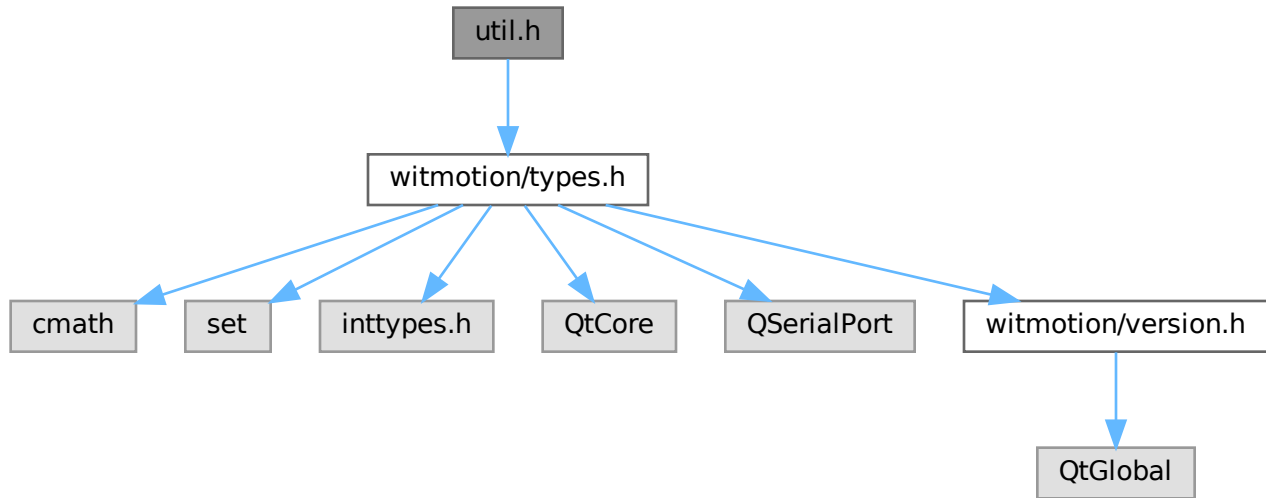 util.h
witmotion/types.h
cmath
set
inttypes.h
QtCore
QSerialPort
witmotion/version.h
QtGlobal